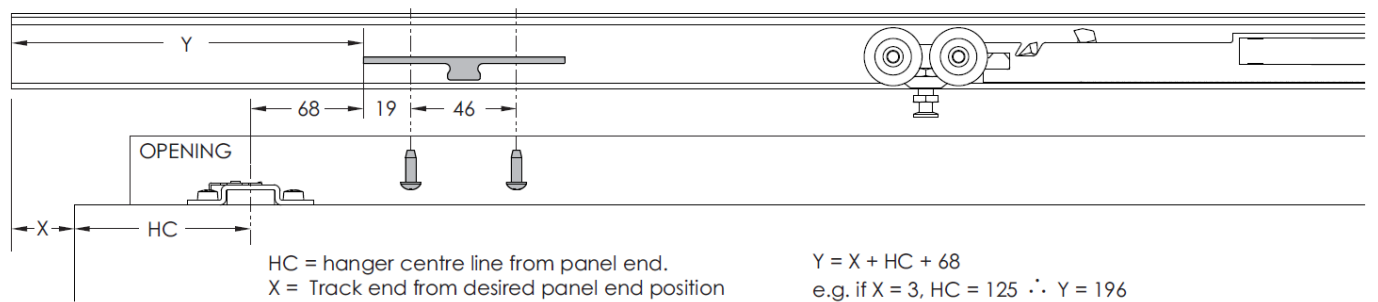 Y
68
19
46
OPENING
X
HC
HC = hanger centre line from panel end.
X = Track end from desired panel end position
Y = X + HC + 68
e.g. if X = 3, HC = 125 ∴ Y = 196